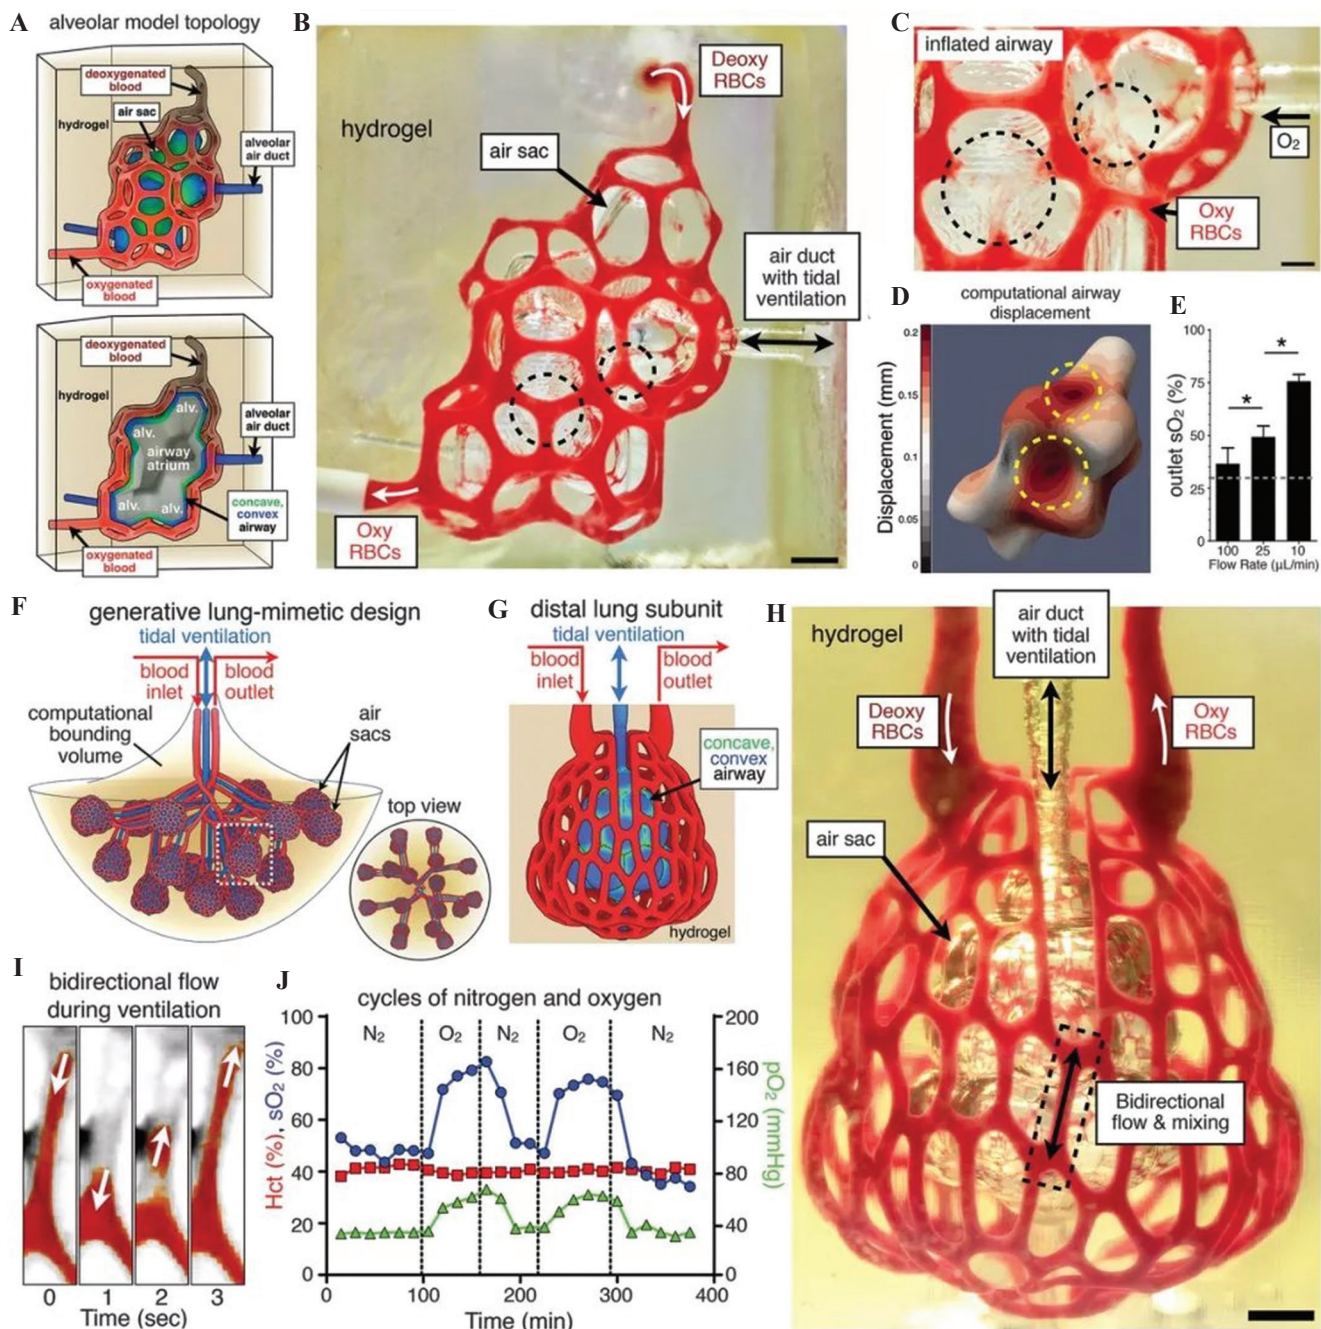 A
alveolar model topology
deoxygenated
blood
air sac
hydrogel
alveolar
air duct
oxygenated
blood
deoxygenated
blood
hydrogel
alv.
alv.
alveolar
air duct
airway
atrium
alv.
alv.
concave,
convex
airway
oxygenated
blood
B
Deoxy
RBCs
hydrogel
air sac
air duct
with tidal
ventilation
Oxy
RBCs
C
inflated airway
O2
Oxy
RBCs
D
computational airway
displacement
Displacement (mm)
0.2
0.15
0.1
0.05
0
E
outlet sO2 (%)
100
75
50
25
0
*
*
100 25 10
Flow Rate (µL/min)
F
generative lung-mimetic design
tidal ventilation
blood
inlet
blood
outlet
computational
bounding
volume
air
sacs
top view
G
distal lung subunit
tidal ventilation
blood
inlet
blood
outlet
concave,
convex
airway
hydrogel
H
hydrogel
air duct
with tidal
ventilation
Deoxy
RBCs
Oxy
RBCs
air sac
Bidirectional
flow & mixing
I
bidirectional flow
during ventilation
0 1 2 3
Time (sec)
J
cycles of nitrogen and oxygen
Hct (%), sO2 (%)
100
80
60
40
20
0
N2 O2 N2 O2 N2
200
160
120
80
40
0
pO2 (mmHg)
0 100 200 300 400
Time (min)